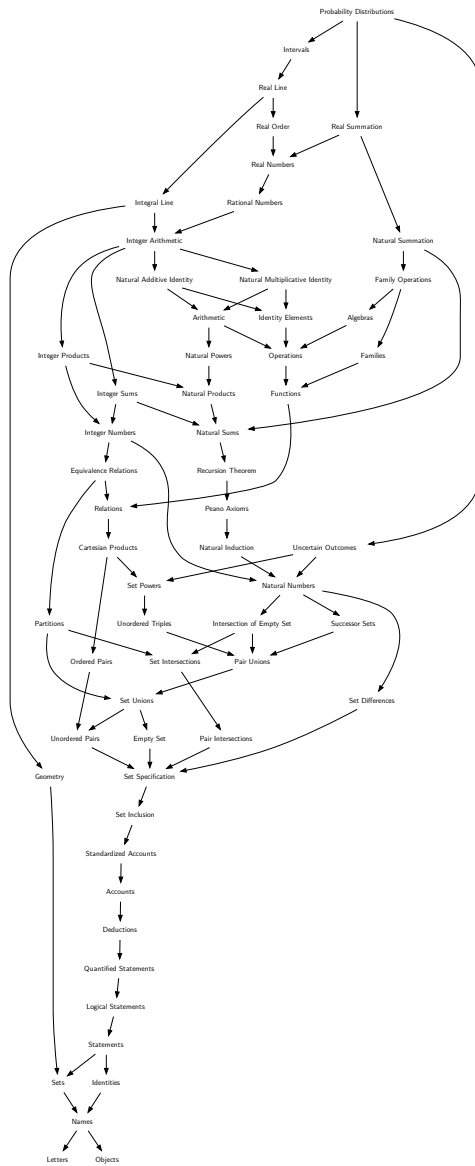 Probability Distributions
Intervals
Real Line
Real Order Real Summation
Real Numbers
Integral Line Rational Numbers
Integer Arithmetic Natural Summation
Natural Additive Identity Natural Multiplicative Identity Family Operations
Arithmetic Identity Elements Algebras
Integer Products Natural Powers Operations Families
Integer Sums Natural Products Functions
Integer Numbers Natural Sums
Equivalence Relations Recursion Theorem
Relations Peano Axioms
Cartesian Products Natural Induction Uncertain Outcomes
Set Powers Natural Numbers
Partitions Unordered Triples Intersection of Empty Set Successor Sets
Ordered Pairs Set Intersections Pair Unions
Set Unions Set Differences
Unordered Pairs Empty Set Pair Intersections
Geometry Set Specification
Set Inclusion
Standardized Accounts
Accounts
Deductions
Quantified Statements
Logical Statements
Statements
Sets Identities
Names
Letters Objects